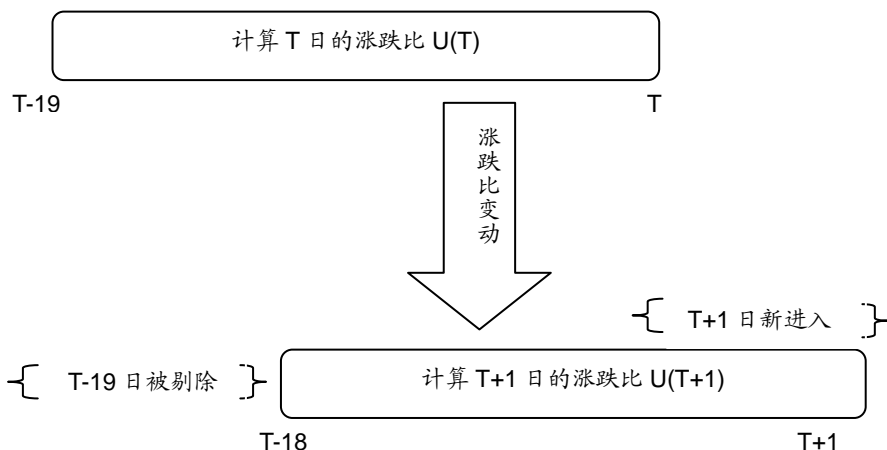 计算 T 日的涨跌比 U(T)
T-19
T
涨跌比变动
T+1 日新进入
T-19 日被剔除
计算 T+1 日的涨跌比 U(T+1)
T-18
T+1